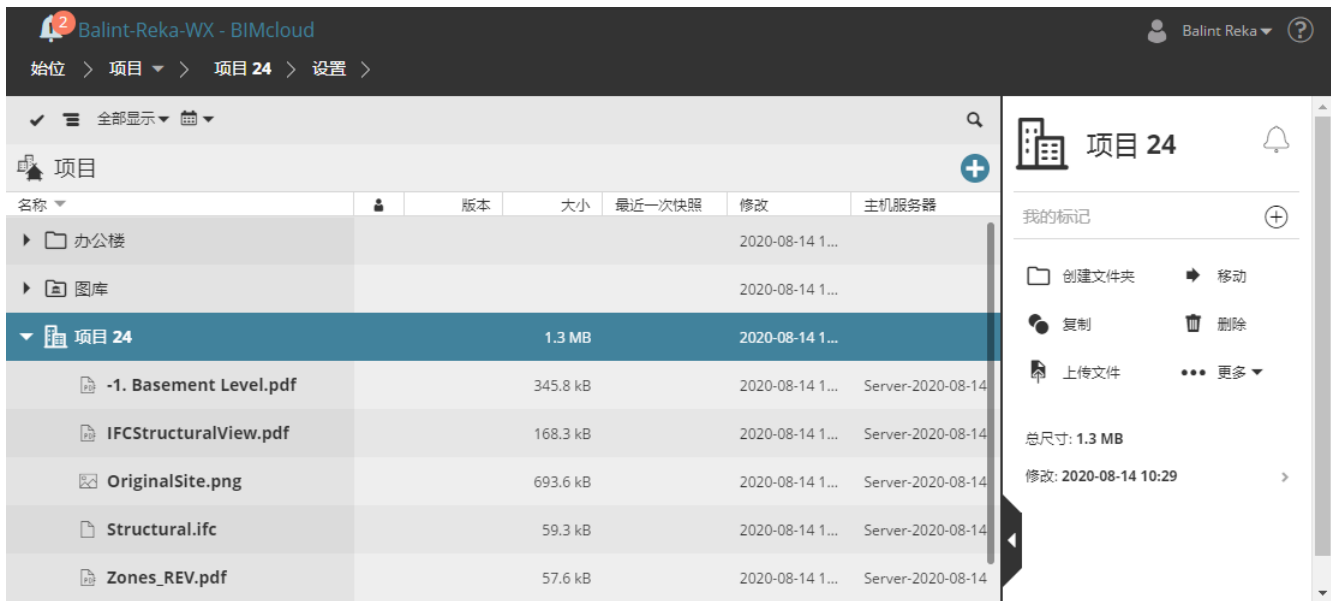 2
Balint-Reka-WX - BIMcloud
Balint Reka
?
始位 > 项目 > 项目 24 > 设置 >
全部显示
项目
名称 版本 大小 最近一次快照 修改 主机服务器
办公楼 2020-08-14 1...
图库 2020-08-14 1...
项目 24 1.3 MB 2020-08-14 1...
-1. Basement Level.pdf 345.8 kB 2020-08-14 1... Server-2020-08-14
IFCStructuralView.pdf 168.3 kB 2020-08-14 1... Server-2020-08-14
OriginalSite.png 693.6 kB 2020-08-14 1... Server-2020-08-14
Structural.ifc 59.3 kB 2020-08-14 1... Server-2020-08-14
Zones_REV.pdf 57.6 kB 2020-08-14 1... Server-2020-08-14
项目 24
我的标记
创建文件夹 移动
复制 删除
上传文件 ••• 更多
总尺寸: 1.3 MB
修改: 2020-08-14 10:29 >